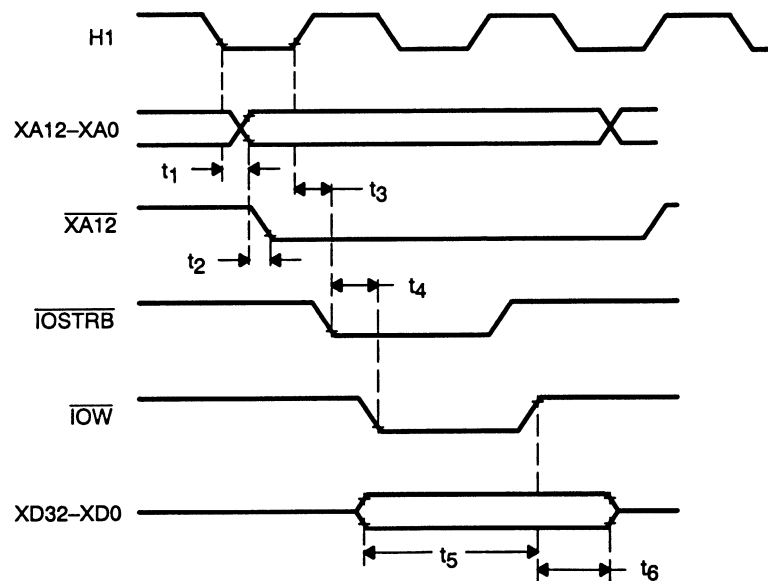 H1
XA12–XA0
t1
t3
XA12
t2
t4
IOSTRB
IOW
XD32–XD0
t5
t6